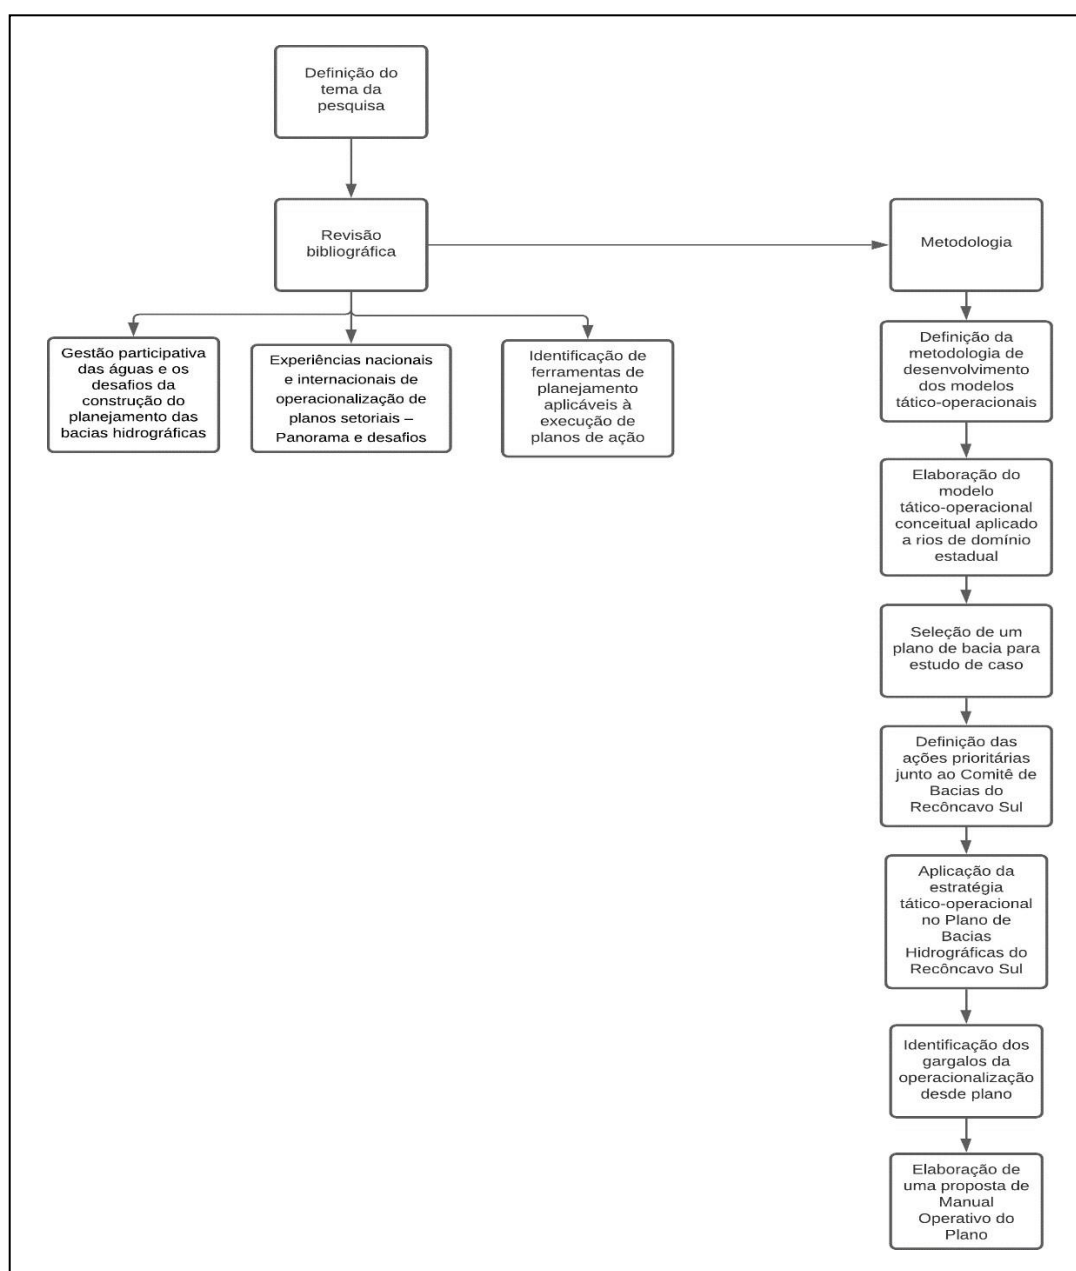 Definição do
tema da
pesquisa
Revisão
bibliográfica
Metodologia
Gestão participativa
das águas e os
desafios da
construção do
planejamento das
bacias hidrográficas
Experiências nacionais
e internacionais de
operacionalização de
planos setoriais –
Panorama e desafios
Identificação de
ferramentas de
planejamento
aplicáveis à
execução de
planos de ação
Definição da
metodologia de
desenvolvimento
dos modelos
tático-operacionais
Elaboração do
modelo
tático-operacional
conceitual aplicado
a rios de domínio
estadual
Seleção de um
plano de bacia para
estudo de caso
Definição das
ações prioritárias
junto ao Comitê de
Bacias do
Recôncavo Sul
Aplicação da
estratégia
tático-operacional
no Plano de
Bacias
Hidrográficas do
Recôncavo Sul
Identificação dos
gargalos da
operacionalização
desde plano
Elaboração de
uma proposta de
Manual
Operativo do
Plano